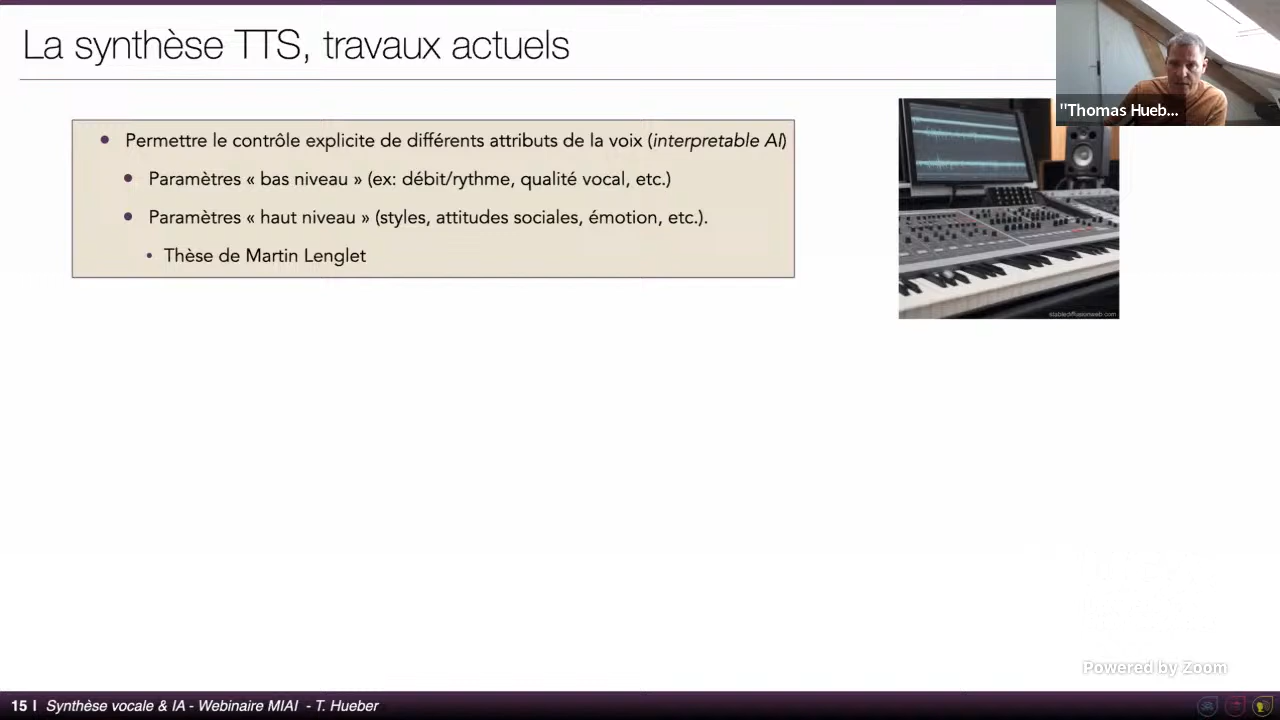 La synthèse TTS, travaux actuels
"Thomas Hueb...
• Permettre le contrôle explicite de différents attributs de la voix (interpretable AI)
• Paramètres « bas niveau » (ex: débit/rythme, qualité vocal, etc.)
• Paramètres « haut niveau » (styles, attitudes sociales, émotion, etc.).
• Thèse de Martin Lenglet
stablediffusionweb.com
Powered by Zoom
15 I Synthèse vocale & IA - Webinaire MIAI - T. Hueber